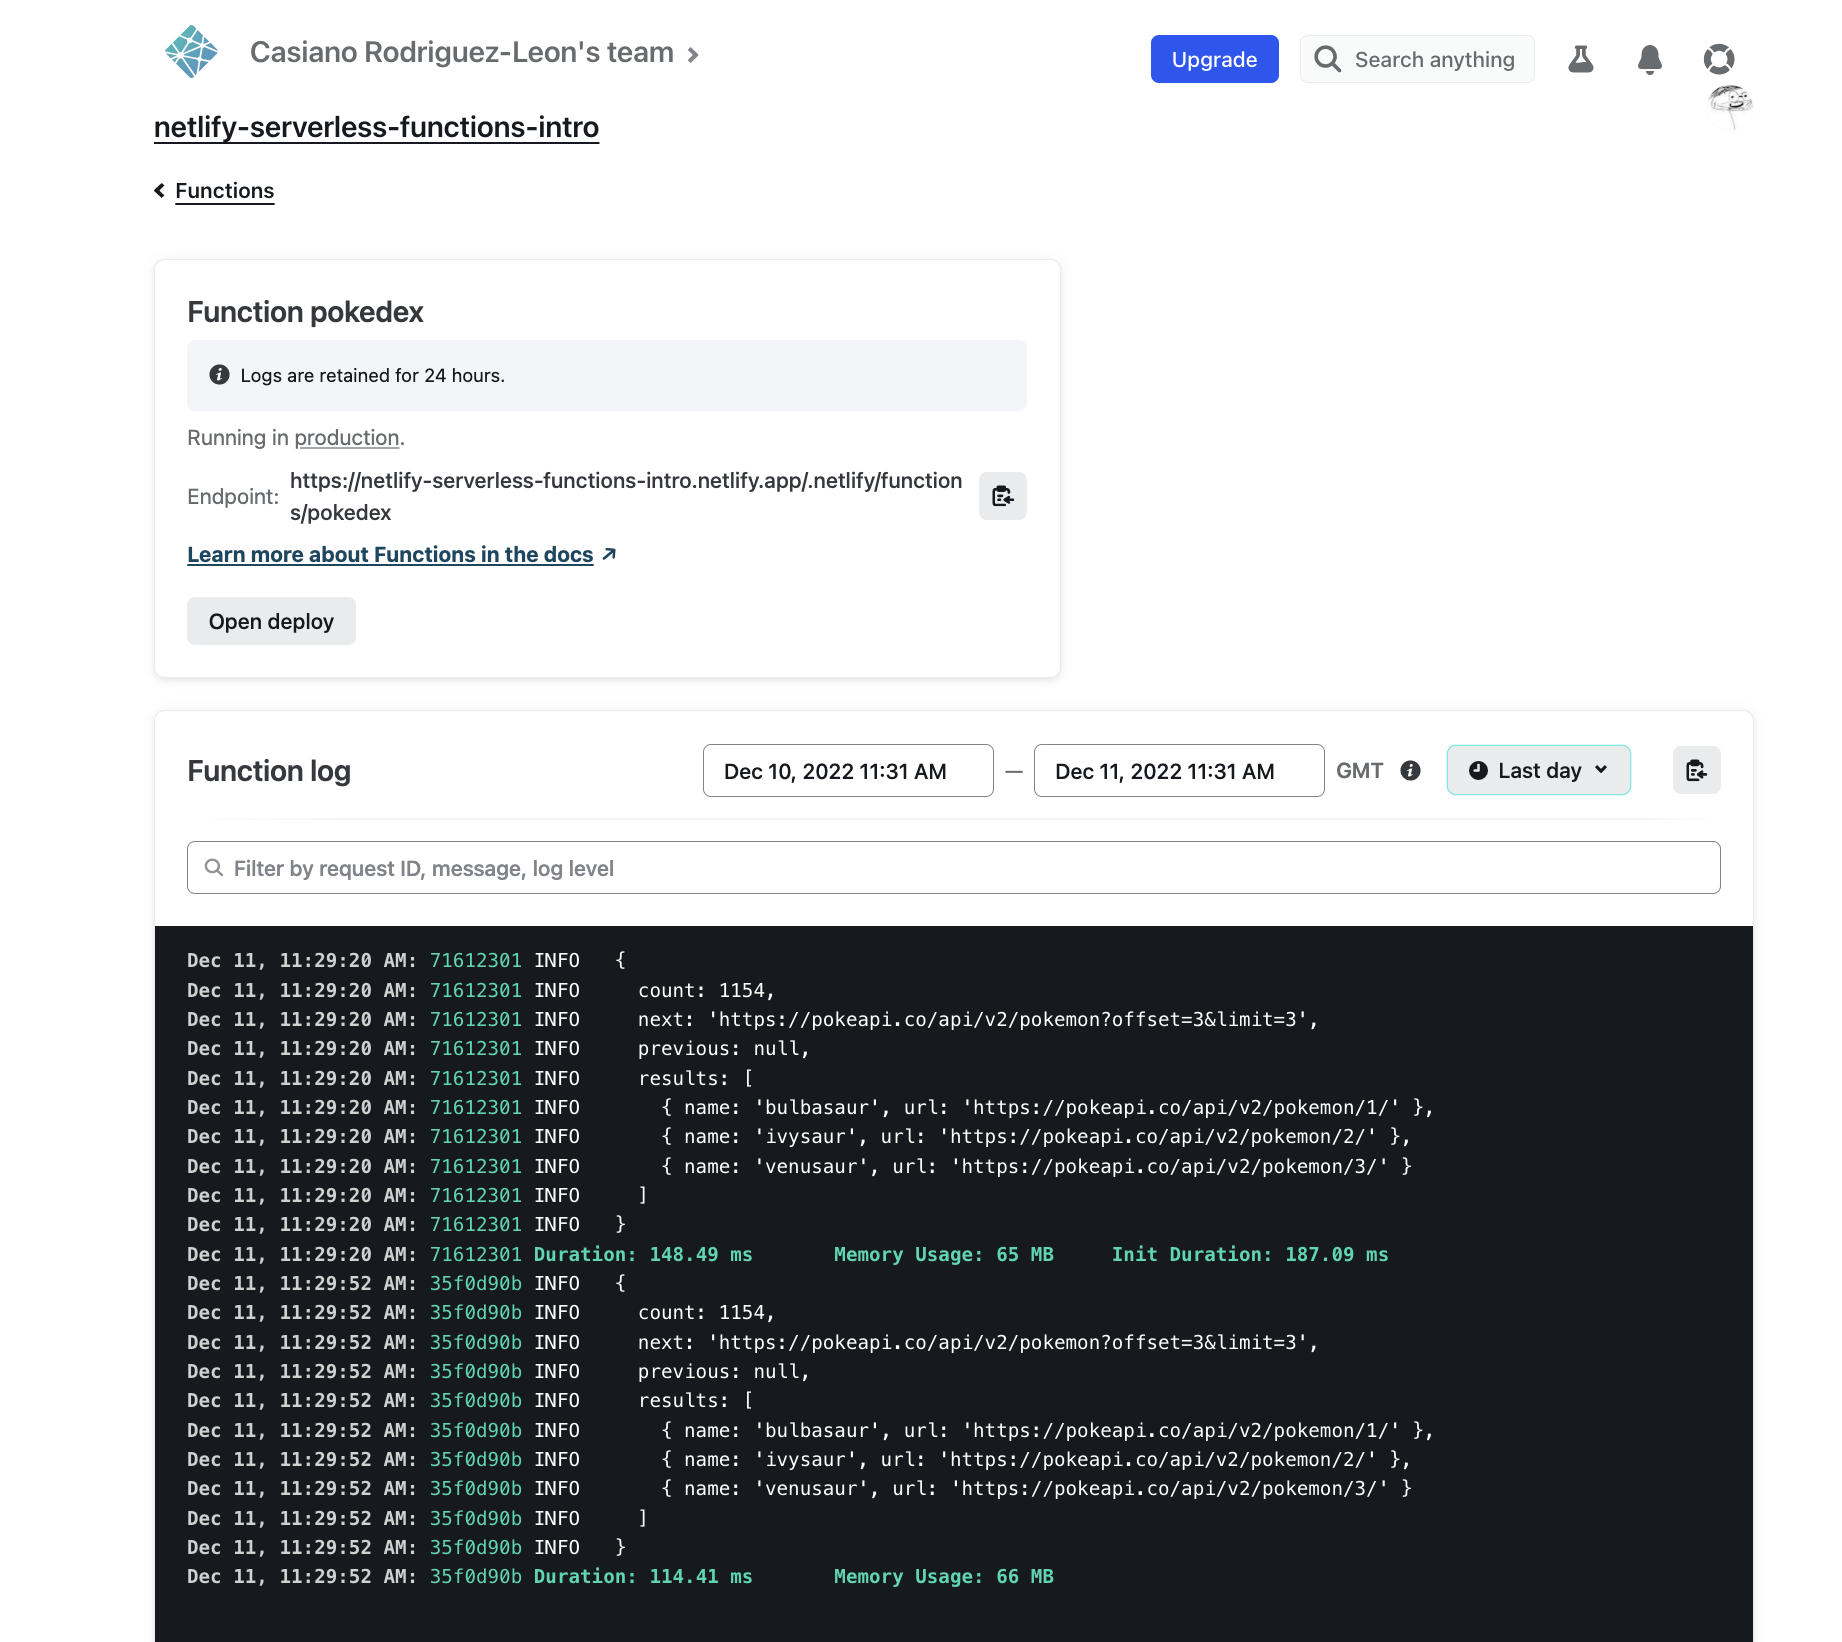 Casiano Rodriguez-Leon's team
Upgrade
Search anything
netlify-serverless-functions-intro
Functions
Function pokedex
Logs are retained for 24 hours.
Running in production.
Endpoint:
https://netlify-serverless-functions-intro.netlify.app/.netlify/function
s/pokedex
Learn more about Functions in the docs
Open deploy
Function log
Dec 10, 2022 11:31 AM — Dec 11, 2022 11:31 AM GMT
Last day
Filter by request ID, message, log level
Dec 11, 11:29:20 AM: 71612301 INFO   {
Dec 11, 11:29:20 AM: 71612301 INFO     count: 1154,
Dec 11, 11:29:20 AM: 71612301 INFO     next: 'https://pokeapi.co/api/v2/pokemon?offset=3&limit=3',
Dec 11, 11:29:20 AM: 71612301 INFO     previous: null,
Dec 11, 11:29:20 AM: 71612301 INFO     results: [
Dec 11, 11:29:20 AM: 71612301 INFO       { name: 'bulbasaur', url: 'https://pokeapi.co/api/v2/pokemon/1/' },
Dec 11, 11:29:20 AM: 71612301 INFO       { name: 'ivysaur', url: 'https://pokeapi.co/api/v2/pokemon/2/' },
Dec 11, 11:29:20 AM: 71612301 INFO       { name: 'venusaur', url: 'https://pokeapi.co/api/v2/pokemon/3/' }
Dec 11, 11:29:20 AM: 71612301 INFO     ]
Dec 11, 11:29:20 AM: 71612301 INFO   }
Dec 11, 11:29:20 AM: 71612301 Duration: 148.49 ms       Memory Usage: 65 MB     Init Duration: 187.09 ms
Dec 11, 11:29:52 AM: 35f0d90b INFO   {
Dec 11, 11:29:52 AM: 35f0d90b INFO     count: 1154,
Dec 11, 11:29:52 AM: 35f0d90b INFO     next: 'https://pokeapi.co/api/v2/pokemon?offset=3&limit=3',
Dec 11, 11:29:52 AM: 35f0d90b INFO     previous: null,
Dec 11, 11:29:52 AM: 35f0d90b INFO     results: [
Dec 11, 11:29:52 AM: 35f0d90b INFO       { name: 'bulbasaur', url: 'https://pokeapi.co/api/v2/pokemon/1/' },
Dec 11, 11:29:52 AM: 35f0d90b INFO       { name: 'ivysaur', url: 'https://pokeapi.co/api/v2/pokemon/2/' },
Dec 11, 11:29:52 AM: 35f0d90b INFO       { name: 'venusaur', url: 'https://pokeapi.co/api/v2/pokemon/3/' }
Dec 11, 11:29:52 AM: 35f0d90b INFO     ]
Dec 11, 11:29:52 AM: 35f0d90b INFO   }
Dec 11, 11:29:52 AM: 35f0d90b Duration: 114.41 ms       Memory Usage: 66 MB